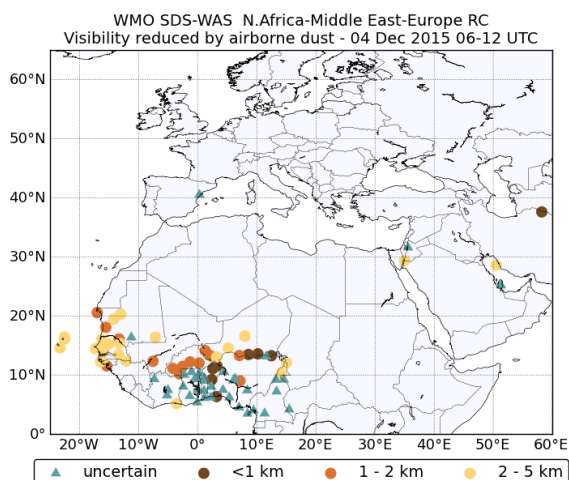 WMO SDS-WAS N.Africa-Middle East-Europe RC
Visibility reduced by airborne dust - 04 Dec 2015 06-12 UTC
60°N
50°N
40°N
30°N
20°N
10°N
0°
20°W 10°W 0° 10°E 20°E 30°E 40°E 50°E 60°E
uncertain <1 km 1 - 2 km 2 - 5 km